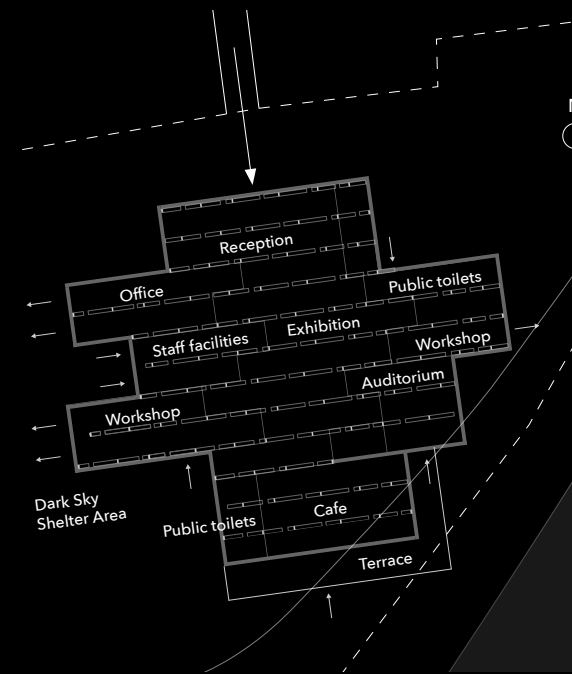 Reception
Office
Public toilets
Exhibition
Staff facilities
Workshop
Auditorium
Workshop
Dark Sky
Shelter Area
Public toilets
Cafe
Terrace